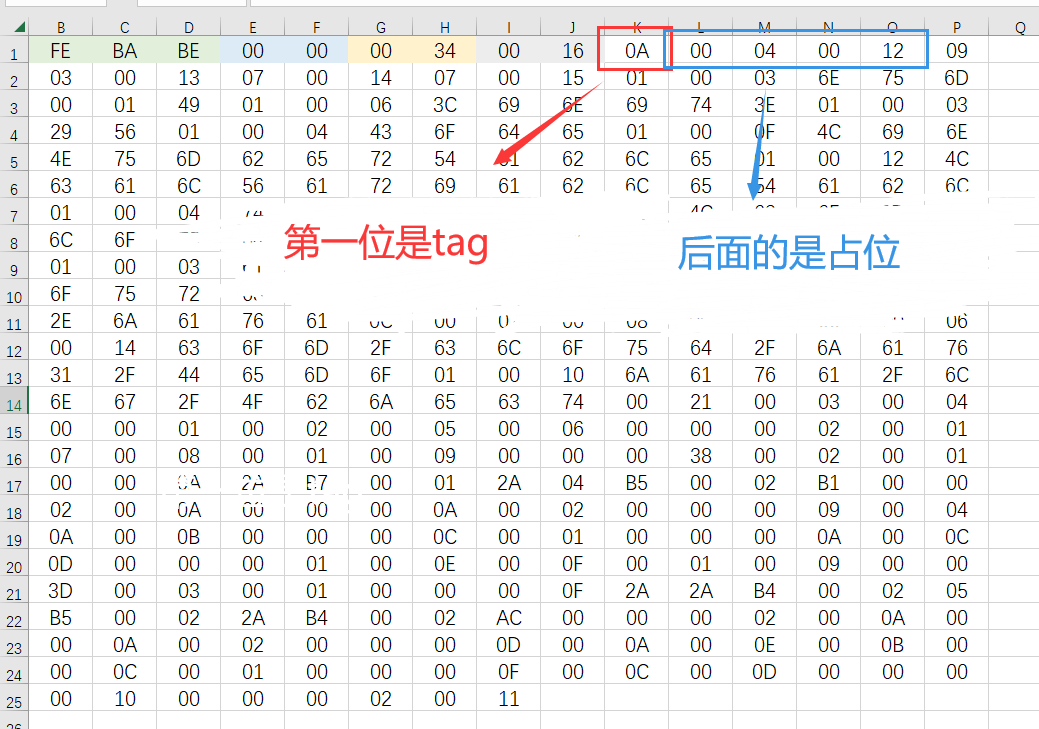 B C D E F G H I J K L M N O P Q
1 FE BA BE 00 00 00 34 00 16 0A 00 04 00 12 09
2 03 00 13 07 00 14 07 00 15 01 00 03 6E 75 6D
3 00 01 49 01 00 06 3C 69 6E 69 74 3E 01 00 03
4 29 56 01 00 04 43 6F 64 65 01 00 0F 4C 69 6E
5 4E 75 6D 62 65 72 54 61 62 6C 65 01 00 12 4C
6 63 61 6C 56 61 72 69 61 62 6C 65 54 61 62 6C
7 01 00 04 74
8 6C 6F
第一位是tag
后面的是占位
9 01 00 03
10 6F 75 72
11 2E 6A 61 76 61 0C 00 00 08 06
12 00 14 63 6F 6D 2F 63 6C 6F 75 64 2F 6A 61 76
13 31 2F 44 65 6D 6F 01 00 10 6A 61 76 61 2F 6C
14 6E 67 2F 4F 62 6A 65 63 74 00 21 00 03 00 04
15 00 00 01 00 02 00 05 00 06 00 00 00 02 00 01
16 07 00 08 00 01 00 09 00 00 00 38 00 02 00 01
17 00 00 0A 2A B7 00 01 2A 04 B5 00 02 B1 00 00
18 02 00 0A 00 00 00 0A 00 02 00 00 00 09 00 04
19 0A 00 0B 00 00 00 0C 00 01 00 00 00 0A 00 0C
20 0D 00 00 00 01 00 0E 00 0F 00 01 00 09 00 00
21 3D 00 03 00 01 00 00 00 0F 2A 2A B4 00 02 05
22 B5 00 02 2A B4 00 02 AC 00 00 00 02 00 0A 00
23 00 0A 00 02 00 00 00 0D 00 0A 00 0E 00 0B 00
24 00 0C 00 01 00 00 00 0F 00 0C 00 0D 00 00 00
25 00 10 00 00 00 02 00 11